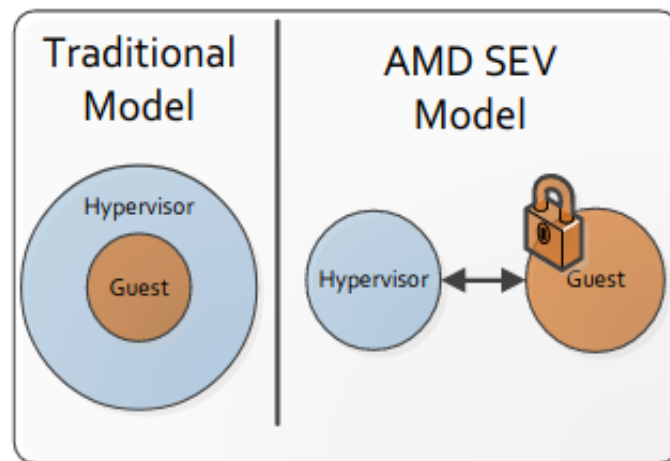 Traditional
Model
Hypervisor
Guest
AMD SEV
Model
Hypervisor
Guest